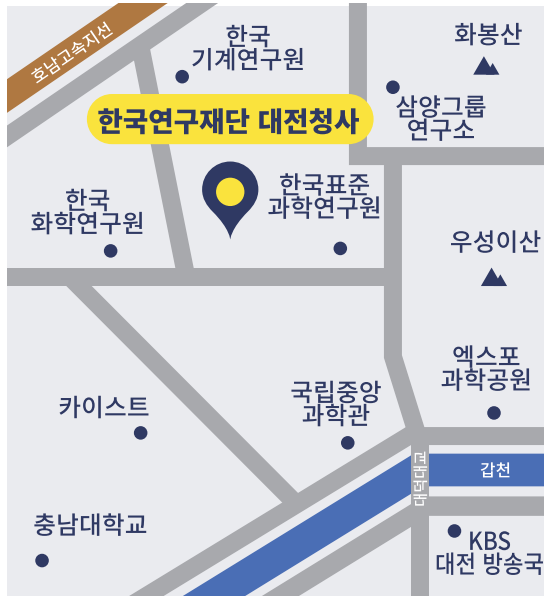 호남고속지선
한국
기계연구원
화봉산
삼양그룹
연구소
한국연구재단 대전청사
한국표준
과학연구원
한국
화학연구원
우성이산
엑스포
과학공원
카이스트
국립중앙
과학관
대덕대교
갑천
충남대학교
KBS
대전 방송국